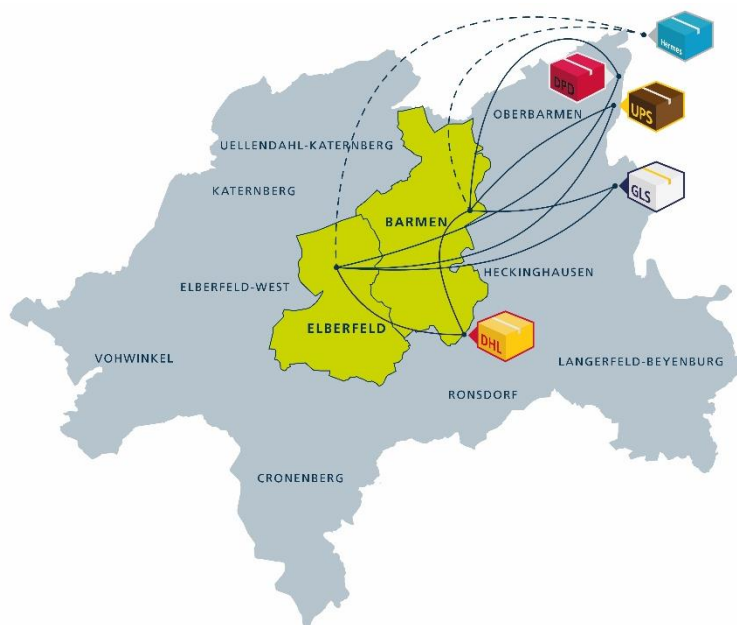 Hermes
DPD
UPS
OBERBARMEN
UELLENDAHL-KATERNBERG
KATERNBERG
GLS
BARMEN
HECKINGHAUSEN
ELBERFELD-WEST
ELBERFELD
DHL
VOHWINKEL
LANGERFELD-BEYENBURG
RONSDORF
CRONENBERG